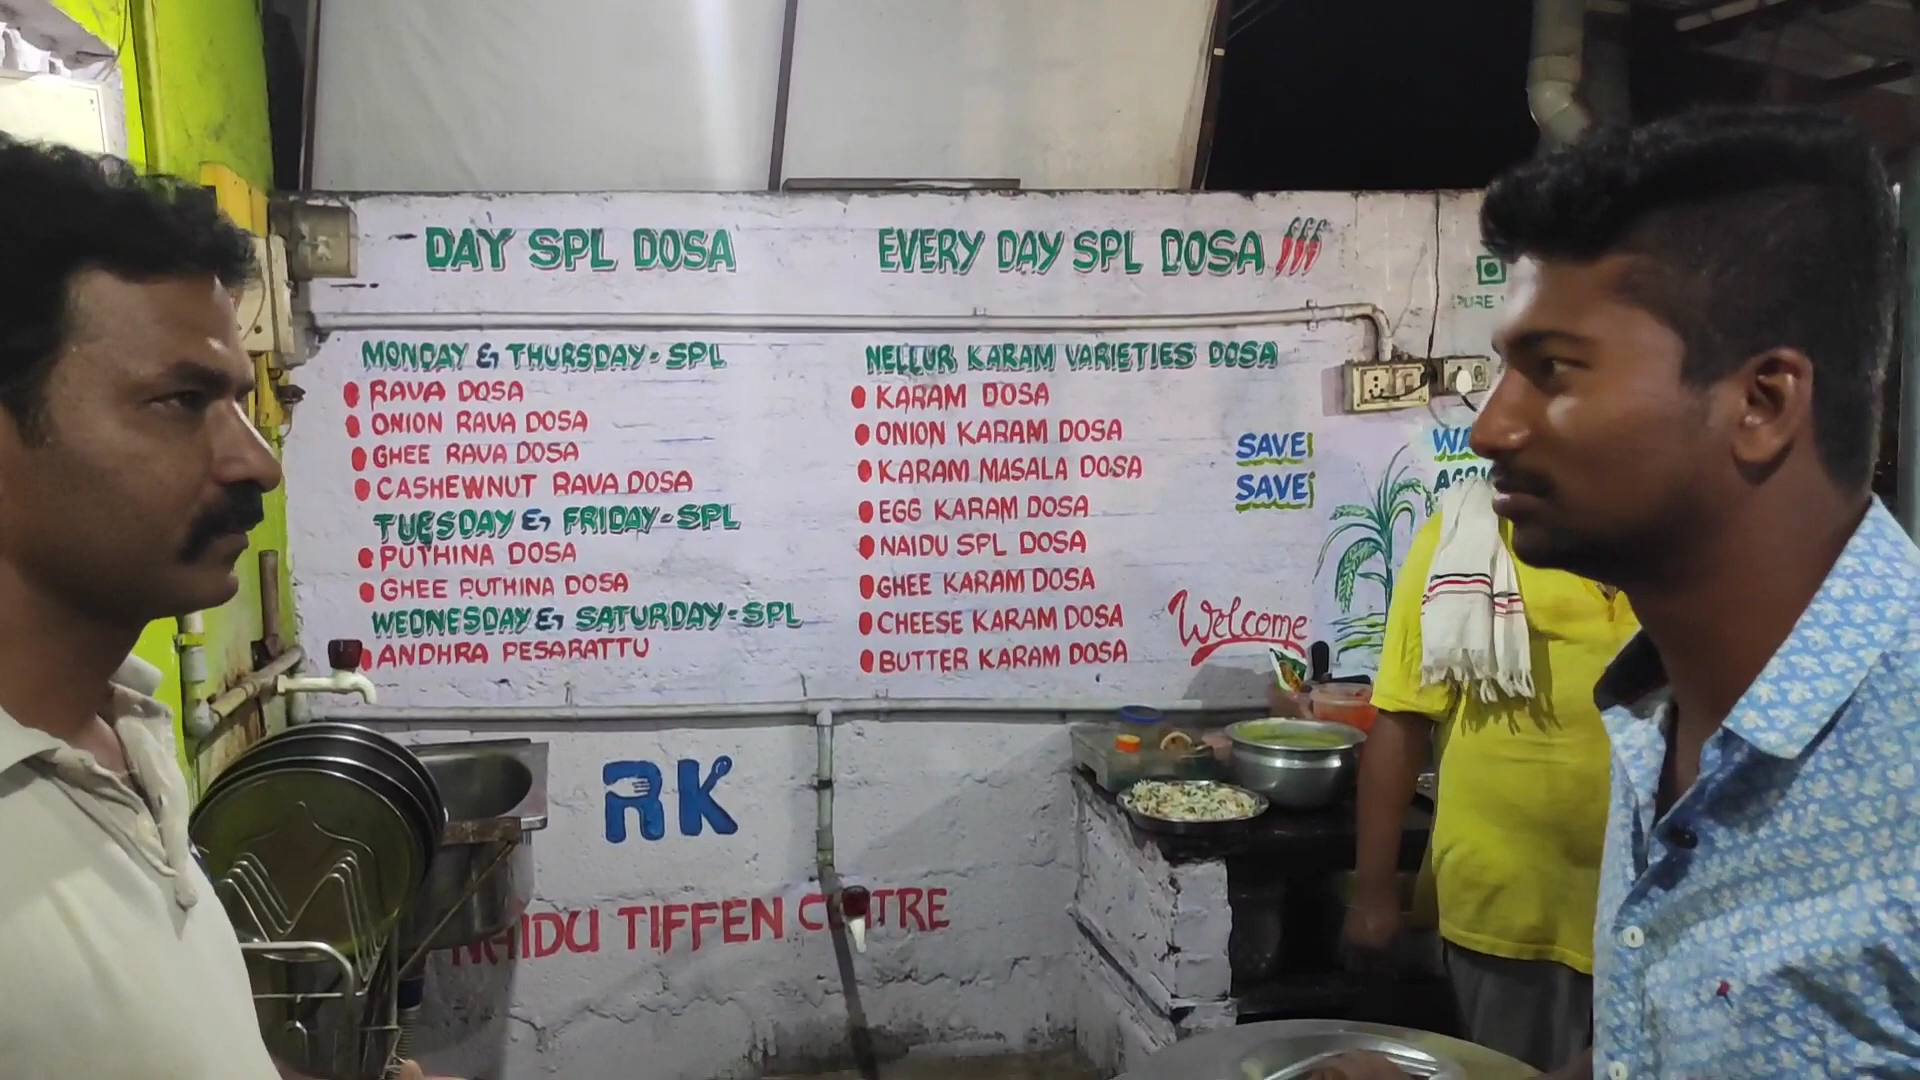 DAY SPL DOSA
EVERY DAY SPL DOSA
PURE
MONDAY & THURSDAY - SPL
RAVA DOSA
ONION RAVA DOSA
GHEE RAVA DOSA
CASHEWNUT RAVA DOSA
TUESDAY & FRIDAY - SPL
PUTHINA DOSA
GHEE PUTHINA DOSA
WEDNESDAY & SATURDAY - SPL
ANDHRA PESARATTU
NELLUR KARAM VARIETIES DOSA
KARAM DOSA
ONION KARAM DOSA
KARAM MASALA DOSA
EGG KARAM DOSA
NAIDU SPL DOSA
GHEE KARAM DOSA
CHEESE KARAM DOSA
BUTTER KARAM DOSA
SAVE!
SAVE!
Welcome
RK
NAIDU TIFFEN CENTRE